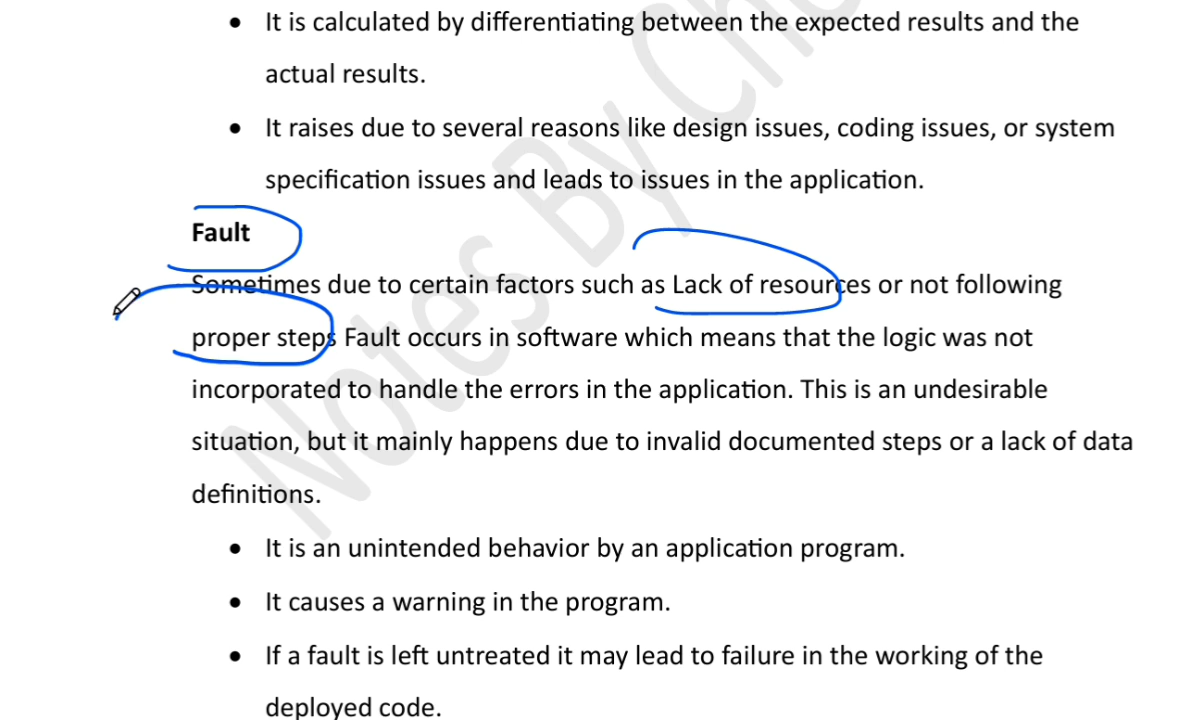 • It is calculated by differentiating between the expected results and the
actual results.
• It raises due to several reasons like design issues, coding issues, or system
specification issues and leads to issues in the application.
Fault
Sometimes due to certain factors such as Lack of resources or not following
proper steps Fault occurs in software which means that the logic was not
incorporated to handle the errors in the application. This is an undesirable
situation, but it mainly happens due to invalid documented steps or a lack of data
definitions.
• It is an unintended behavior by an application program.
• It causes a warning in the program.
• If a fault is left untreated it may lead to failure in the working of the
deployed code.
Notes By